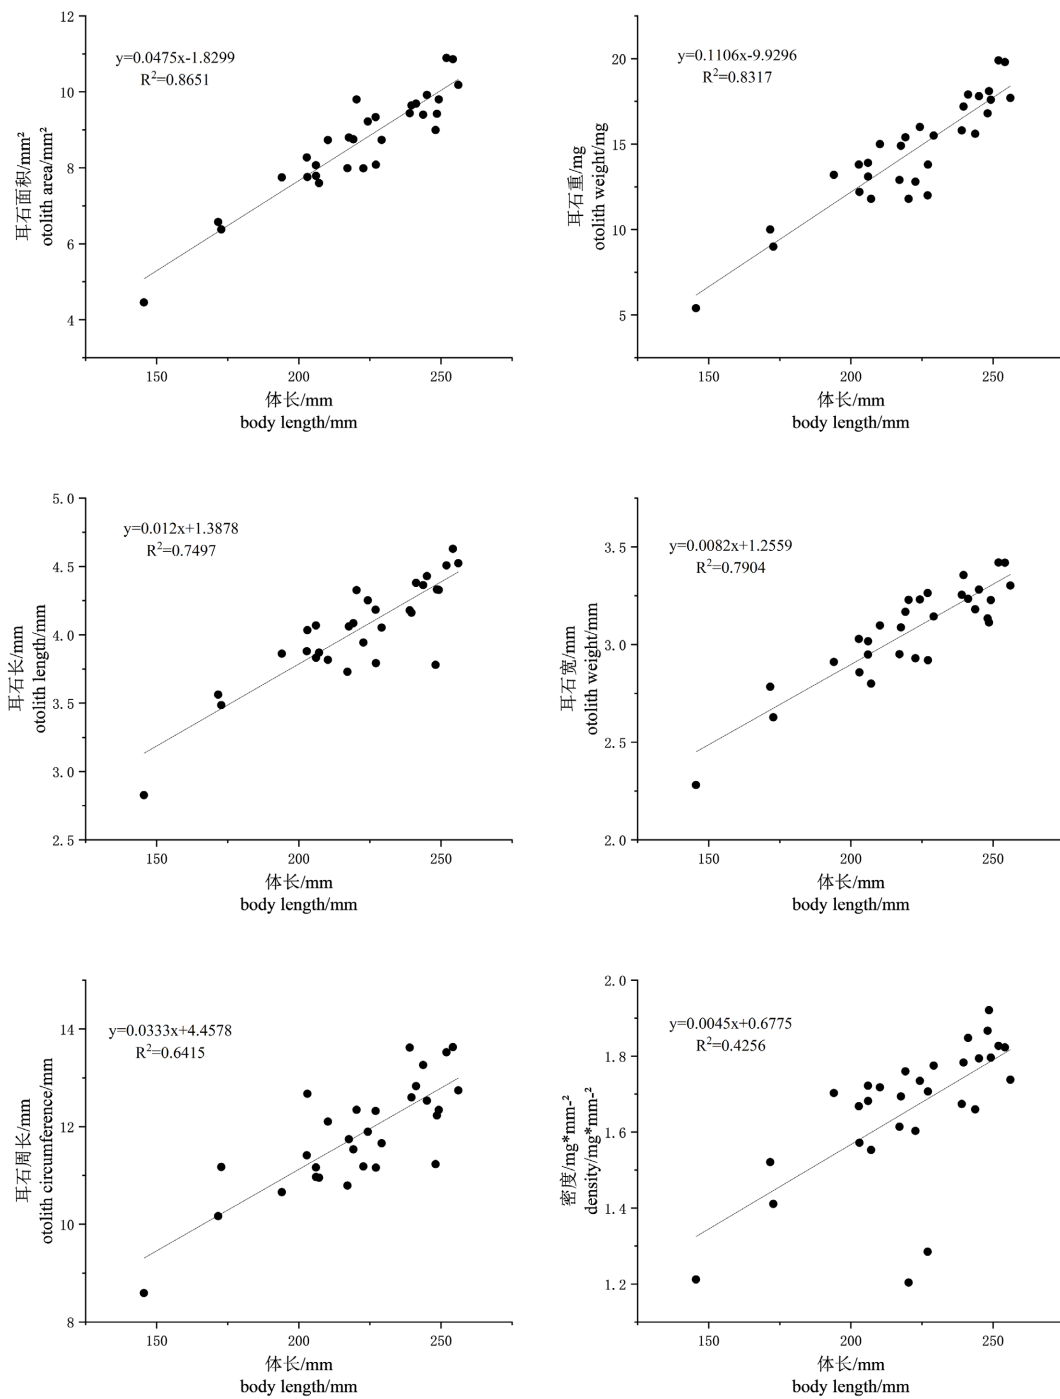 12
10
8
6
4
耳石面积/mm²
otolith area/mm²
y=0.0475x-1.8299
R²=0.8651
150
200
250
体长/mm
body length/mm
20
15
10
5
耳石重/mg
otolith weight/mg
y=0.1106x-9.9296
R²=0.8317
150
200
250
体长/mm
body length/mm
5.0
4.5
4.0
3.5
3.0
2.5
耳石长/mm
otolith length/mm
y=0.012x+1.3878
R²=0.7497
150
200
250
体长/mm
body length/mm
3.5
3.0
2.5
2.0
耳石宽/mm
otolith weight/mm
y=0.0082x+1.2559
R²=0.7904
150
200
250
体长/mm
body length/mm
14
12
10
8
耳石周长/mm
otolith circumference/mm
y=0.0333x+4.4578
R²=0.6415
150
200
250
体长/mm
body length/mm
2.0
1.8
1.6
1.4
1.2
密度/mg*mm-²
density/mg*mm-²
y=0.0045x+0.6775
R²=0.4256
150
200
250
体长/mm
body length/mm